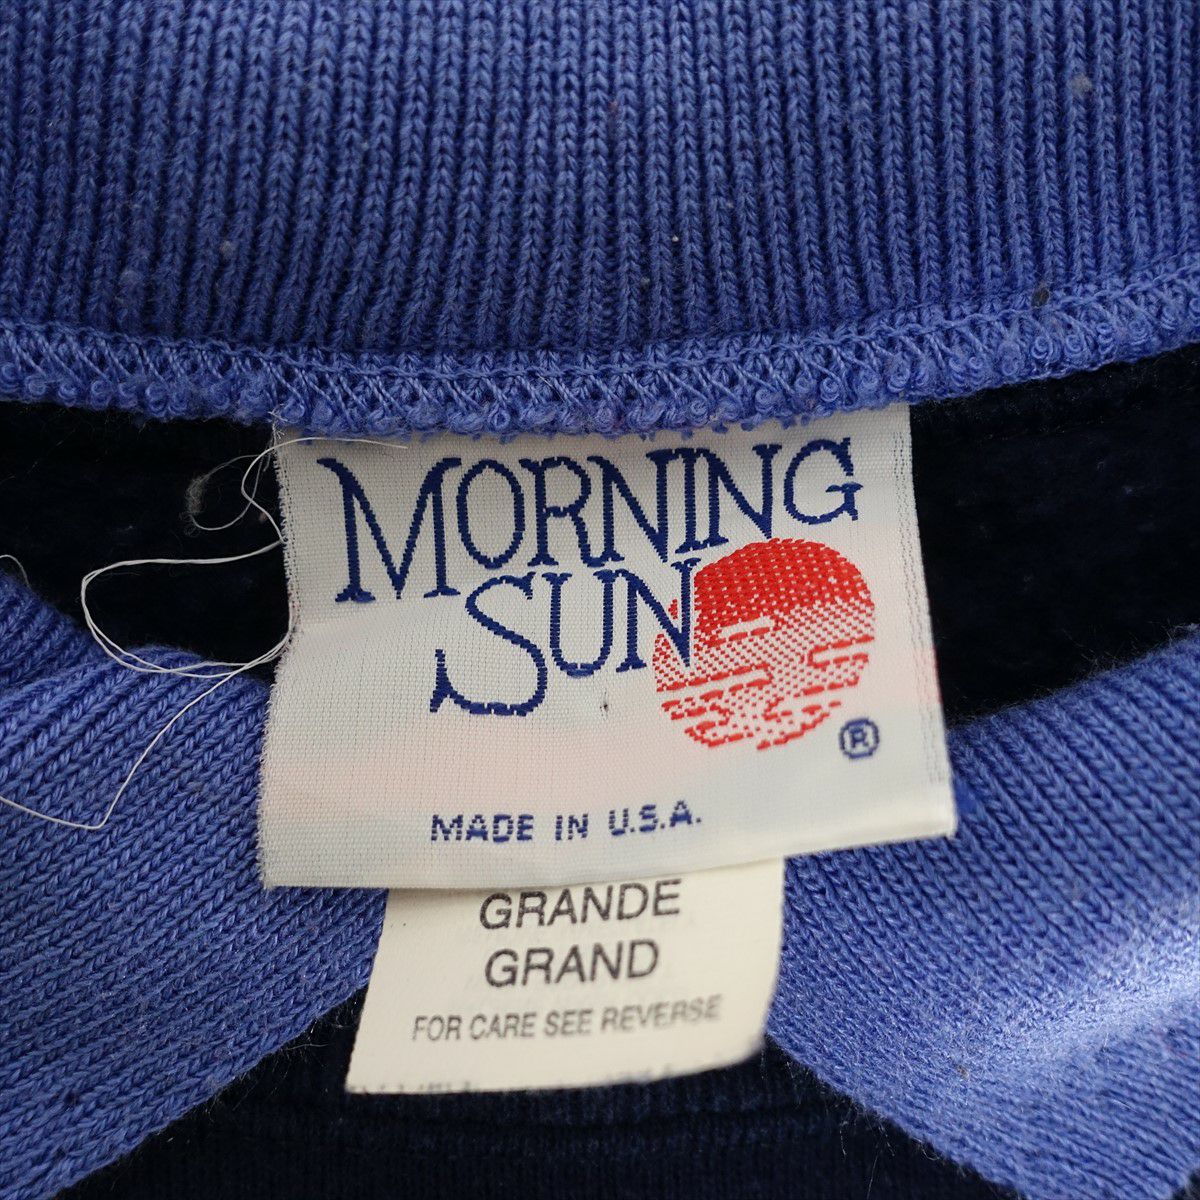 MORNING
SUN
®
MADE IN U.S.A.
GRANDE
GRAND
FOR CARE SEE REVERSE